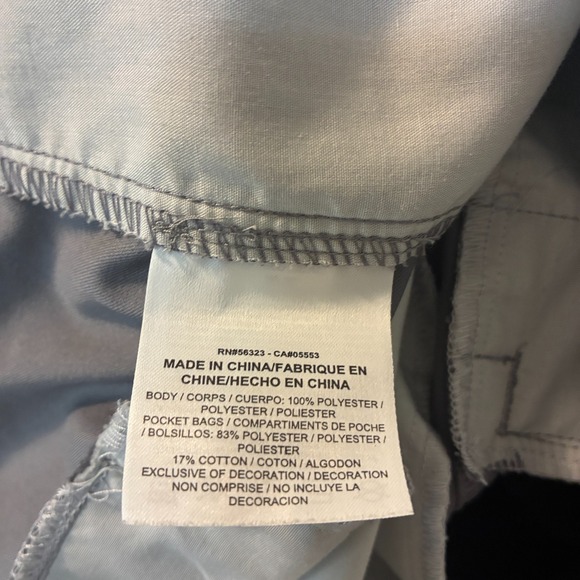 RN#56323 - CA#05553
MADE IN CHINA/FABRIQUE EN
CHINE/HECHO EN CHINA
BODY / CORPS / CUERPO: 100% POLYESTER /
POLYESTER / POLIESTER
POCKET BAGS / COMPARTIMENTS DE POCHE
/ BOLSILLOS: 83% POLYESTER / POLYESTER /
POLIESTER
17% COTTON / COTON / ALGODON
EXCLUSIVE OF DECORATION / DECORATION
NON COMPRISE / NO INCLUYE LA
DECORACION